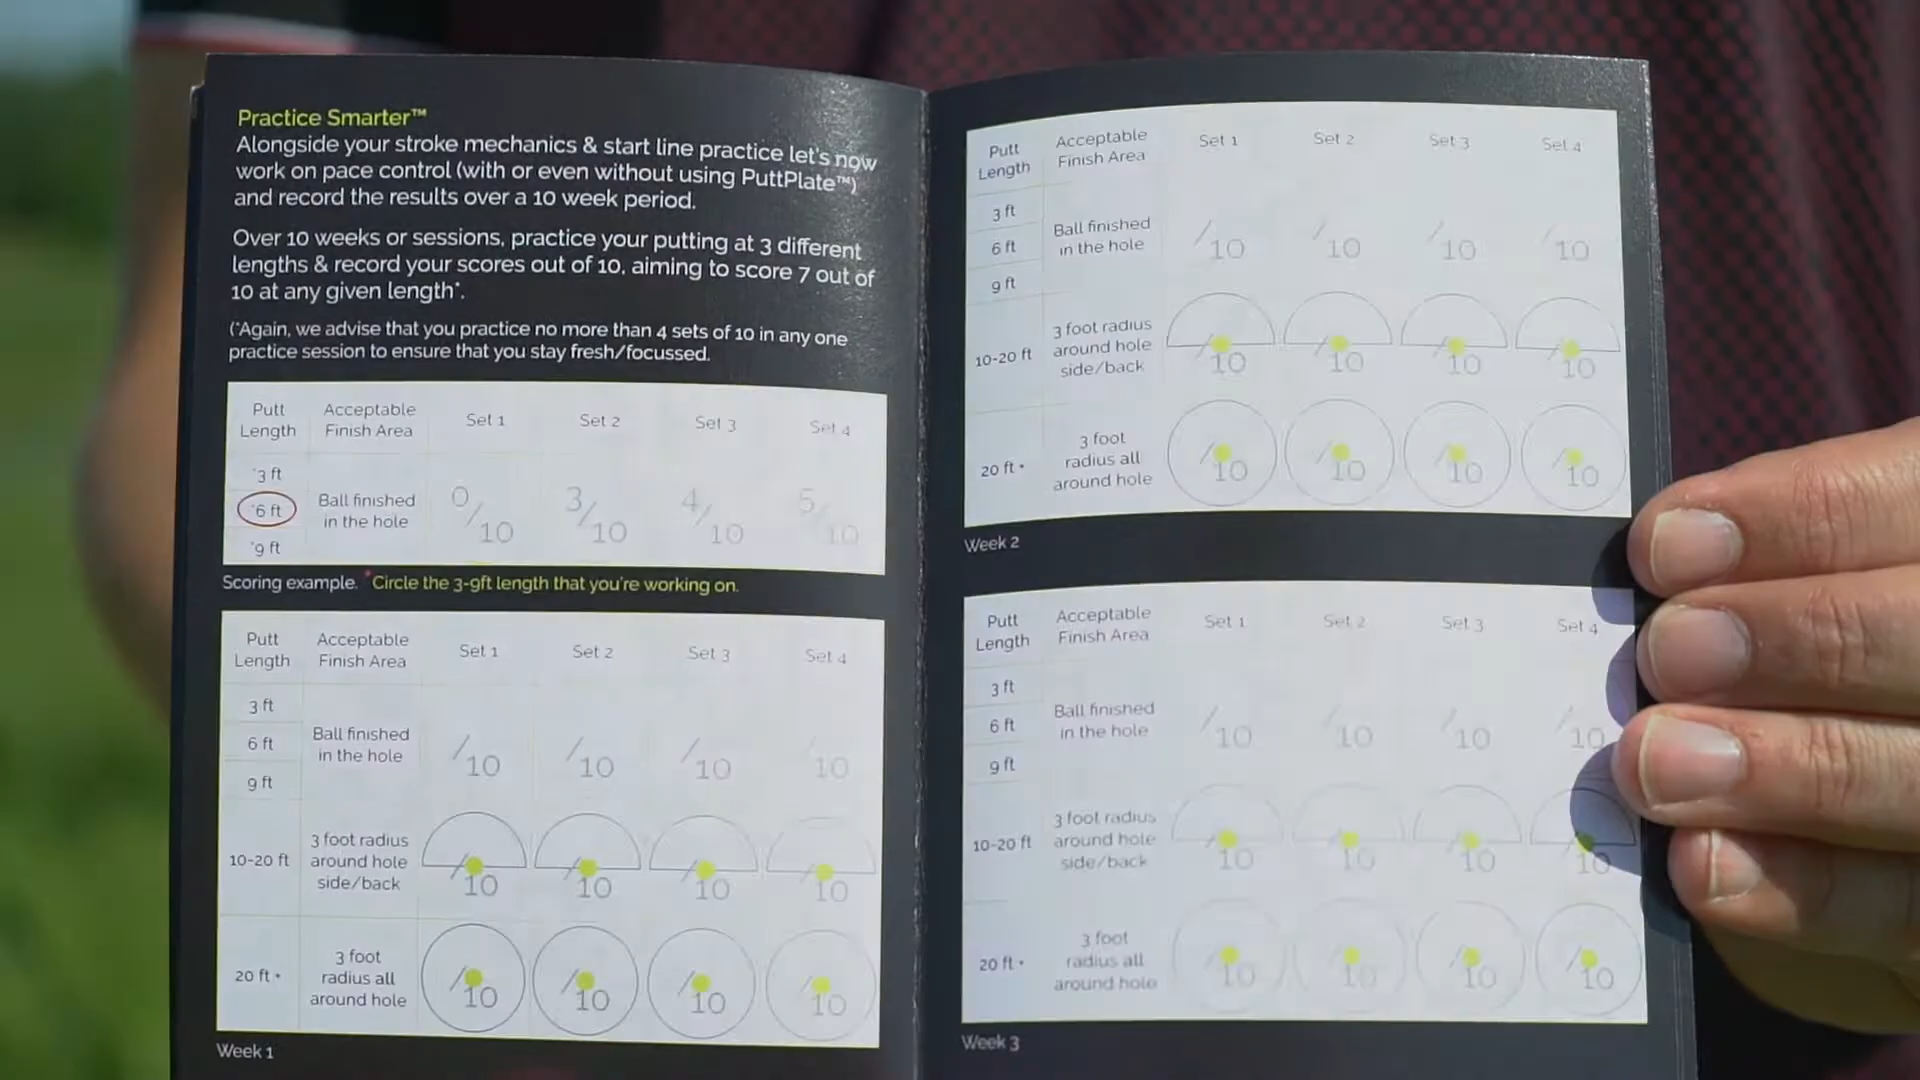 Practice Smarter™
Alongside your stroke mechanics & start line practice let's now
work on pace control (with or even without using PuttPlate™)
and record the results over a 10 week period.
Over 10 weeks or sessions, practice your putting at 3 different
lengths & record your scores out of 10, aiming to score 7 out of
10 at any given length*.
(*Again, we advise that you practice no more than 4 sets of 10 in any one
practice session to ensure that you stay fresh/focussed.
Putt Length Acceptable Finish Area Set 1 Set 2 Set 3 Set 4
*3 ft
*6 ft Ball finished in the hole 0/10 3/10 4/10 5/10
*9 ft
Scoring example. *Circle the 3-9ft length that you're working on.
Putt Length Acceptable Finish Area Set 1 Set 2 Set 3 Set 4
3 ft
6 ft Ball finished in the hole /10 /10 /10 /10
9 ft
10-20 ft 3 foot radius around hole side/back /10 /10 /10 /10
20 ft + 3 foot radius all around hole /10 /10 /10 /10
Week 1
Putt Length Acceptable Finish Area Set 1 Set 2 Set 3 Set 4
3 ft
6 ft Ball finished in the hole /10 /10 /10 /10
9 ft
10-20 ft 3 foot radius around hole side/back /10 /10 /10 /10
20 ft + 3 foot radius all around hole /10 /10 /10 /10
Week 2
Putt Length Acceptable Finish Area Set 1 Set 2 Set 3 Set 4
3 ft
6 ft Ball finished in the hole /10 /10 /10 /10
9 ft
10-20 ft 3 foot radius around hole side/back /10 /10 /10 /10
20 ft + 3 foot radius all around hole /10 /10 /10 /10
Week 3